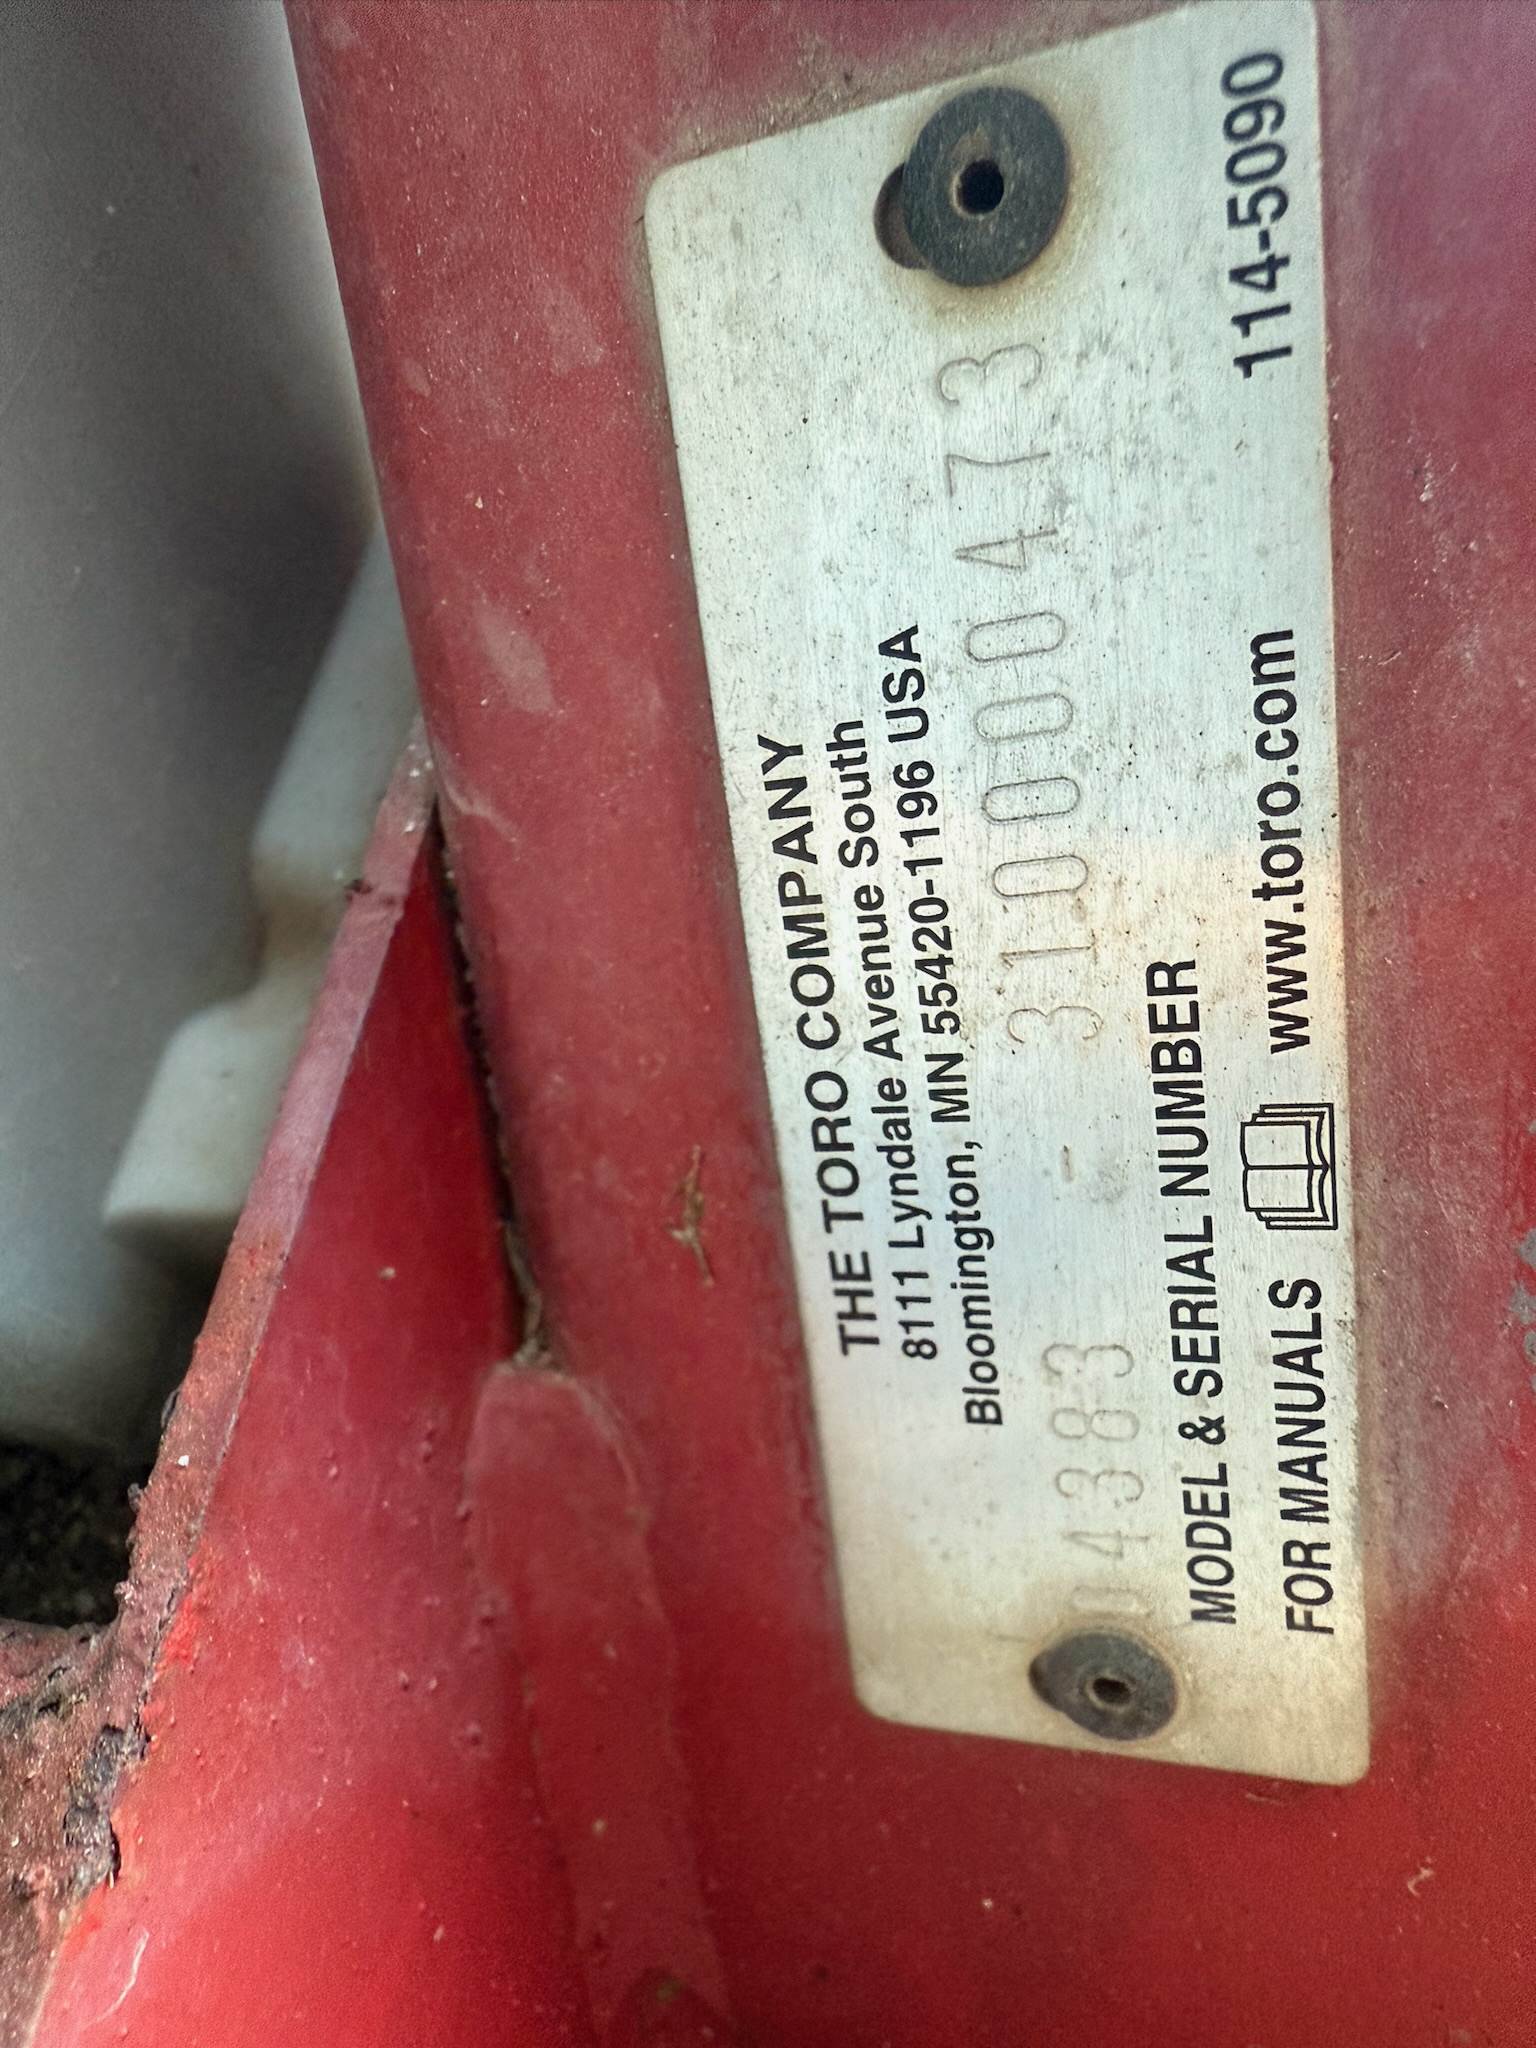 THE TORO COMPANY
8111 Lyndale Avenue South
Bloomington, MN 55420-1196 USA
04383 - 310000473
MODEL & SERIAL NUMBER
FOR MANUALS www.toro.com 114-5090